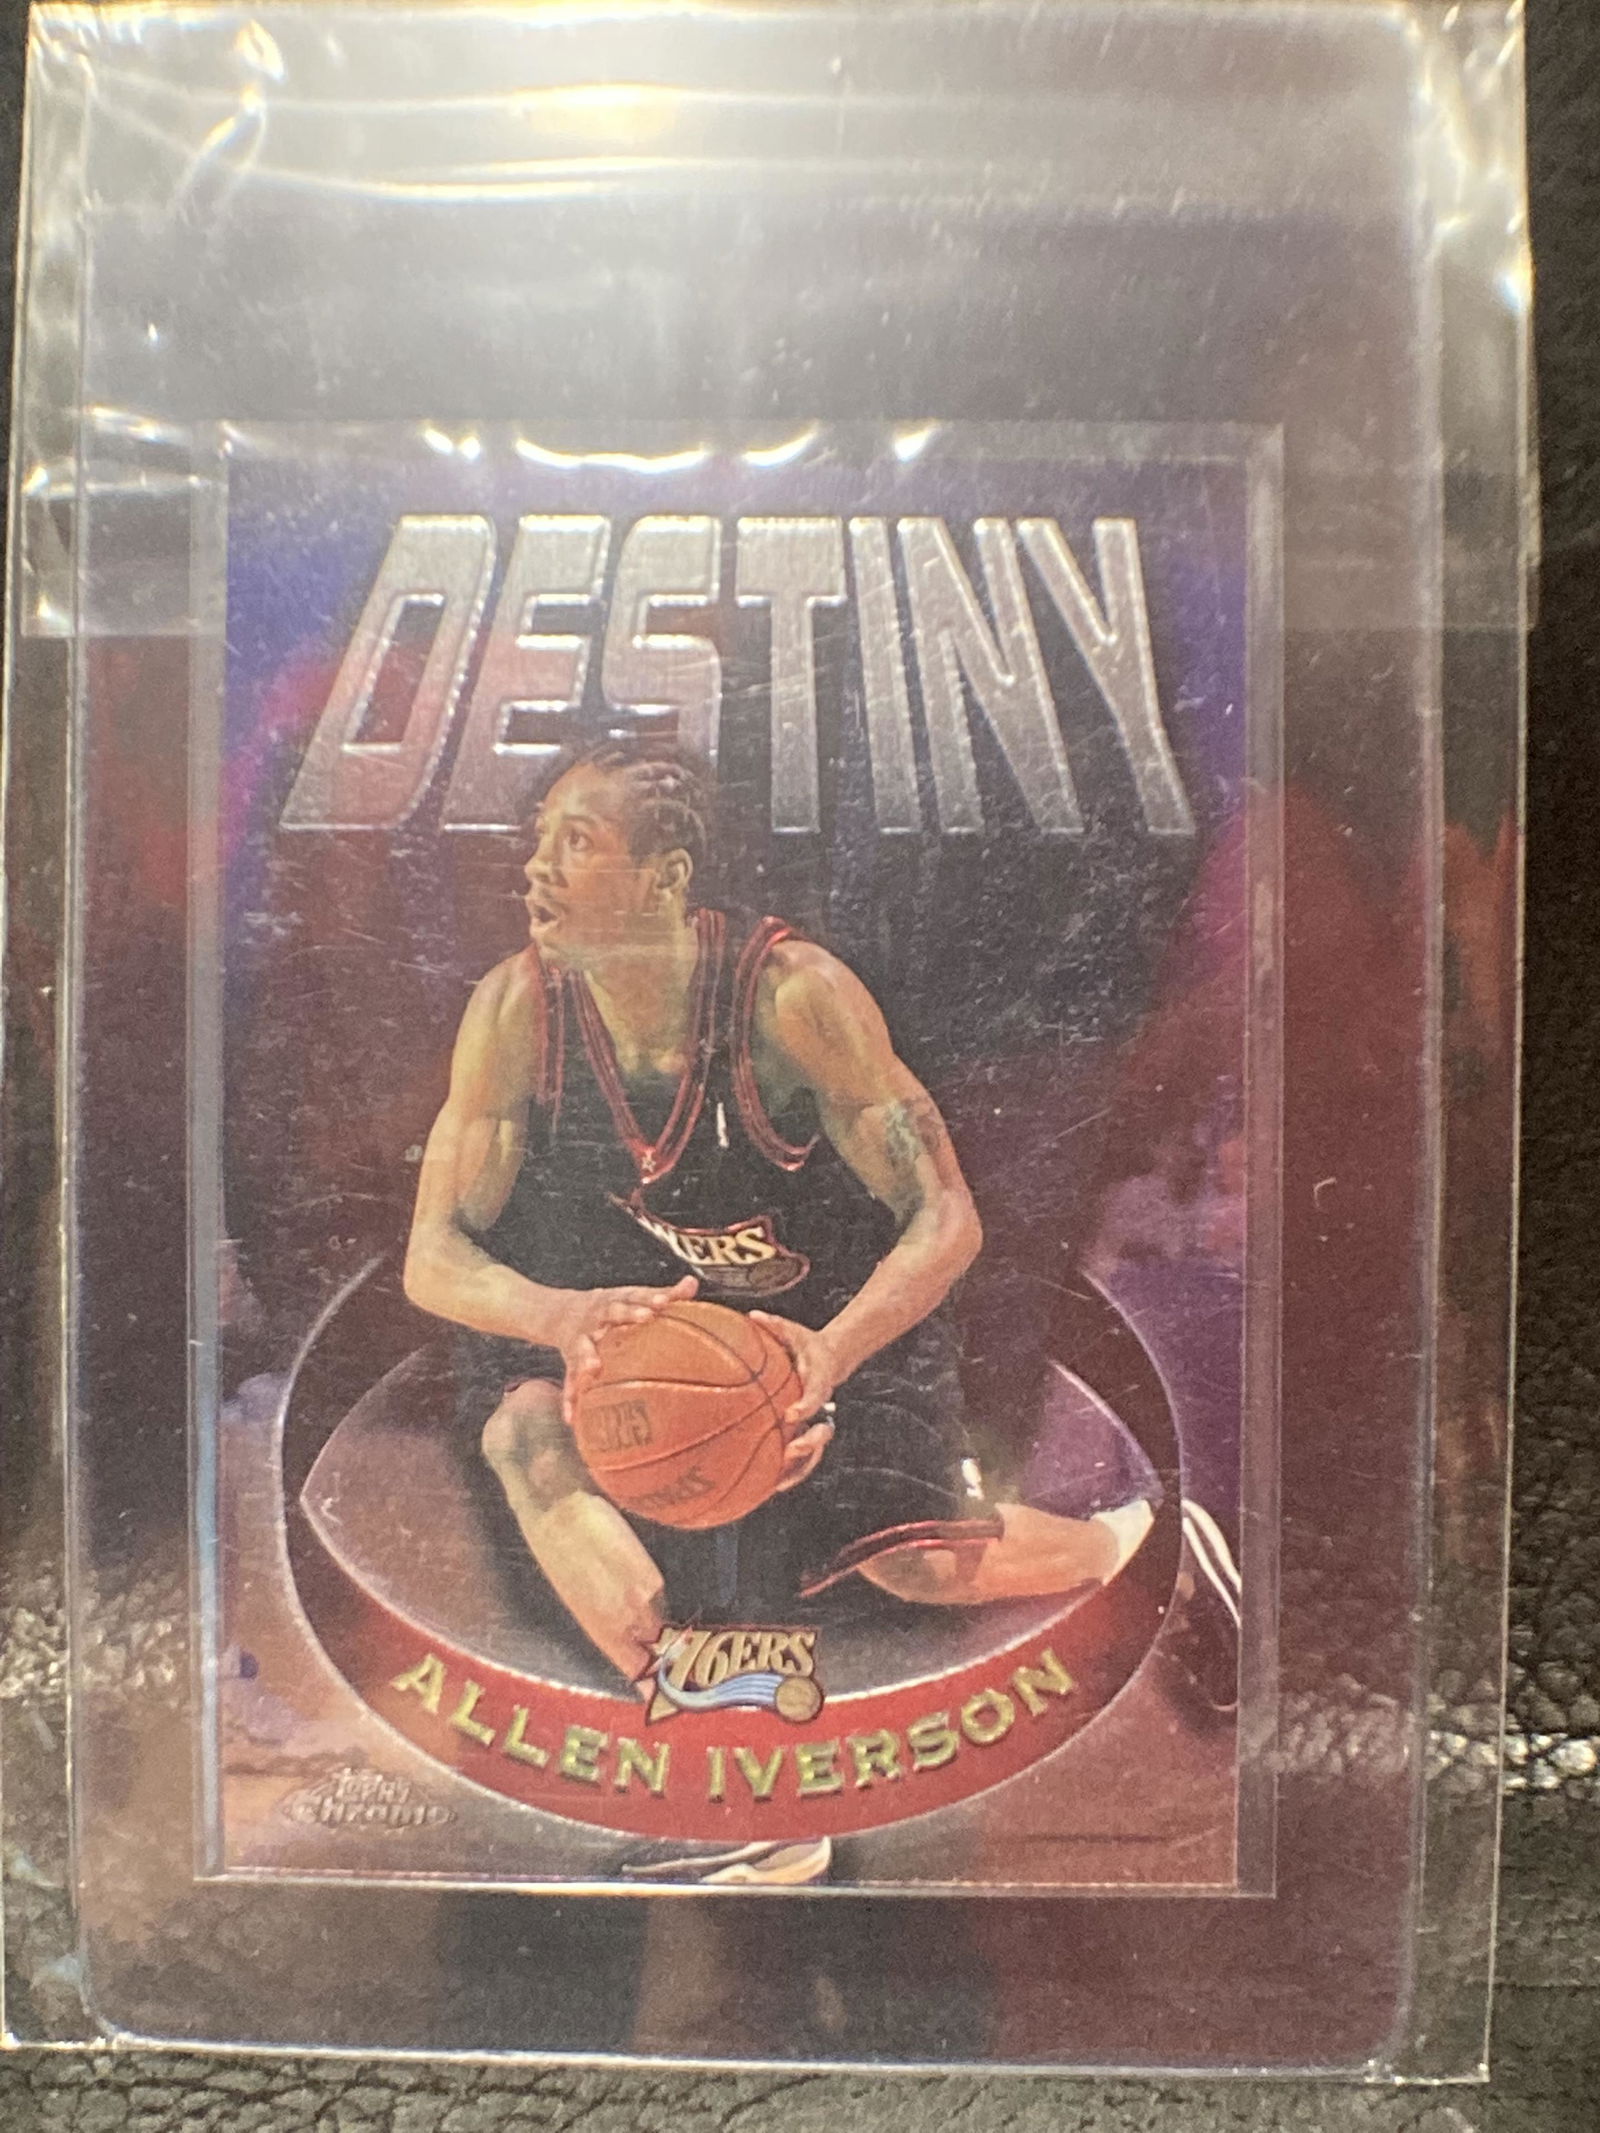 DESTINY
76ERS
ALLEN IVERSON
Topps
Chrome